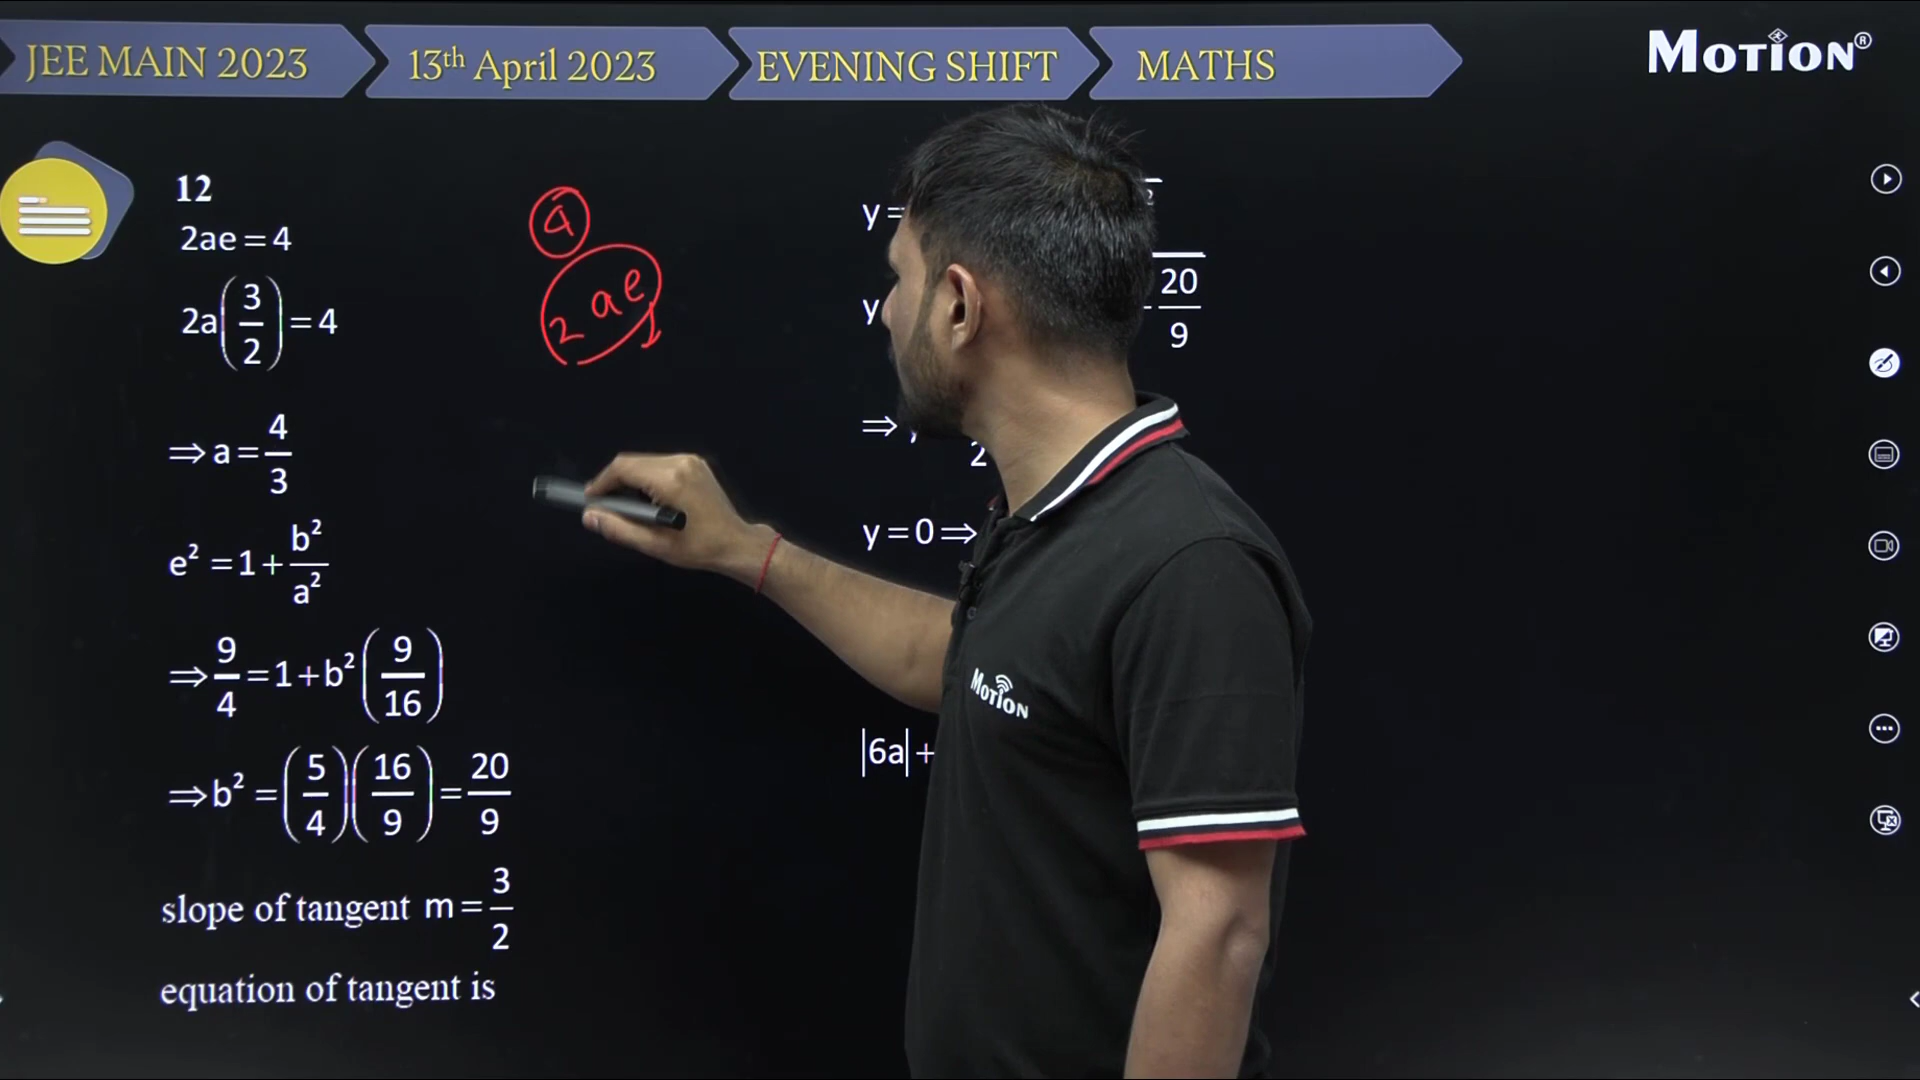 JEE MAIN 2023
13th April 2023
EVENING SHIFT
MATHS
MOTION®
12
2ae = 4
2a(3/2) = 4
⇒ a = 4/3
e² = 1 + b²/a²
⇒ 9/4 = 1 + b²(9/16)
⇒ b² = (5/4)(16/9) = 20/9
slope of tangent m = 3/2
equation of tangent is
a
2ae
y =
y
20/9
⇒
2
y = 0 ⇒
|6a| +
MOTION